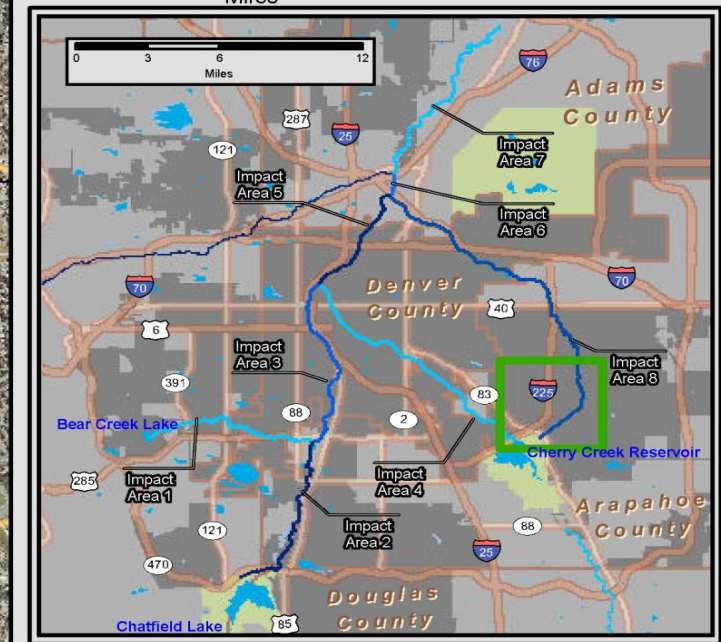 Miles
0 3 6 12
Miles
76
Adams
County
287
25
121
Impact
Area 7
Impact
Area 5
Impact
Area 6
70
Denver
County
70
40
6
Impact
Area 3
Impact
Area 8
391
83
225
Bear Creek Lake
88
2
Cherry Creek Reservoir
285
Impact
Area 1
Impact
Area 4
Arapahoe
County
121
Impact
Area 2
88
25
470
Douglas
County
Chatfield Lake
85